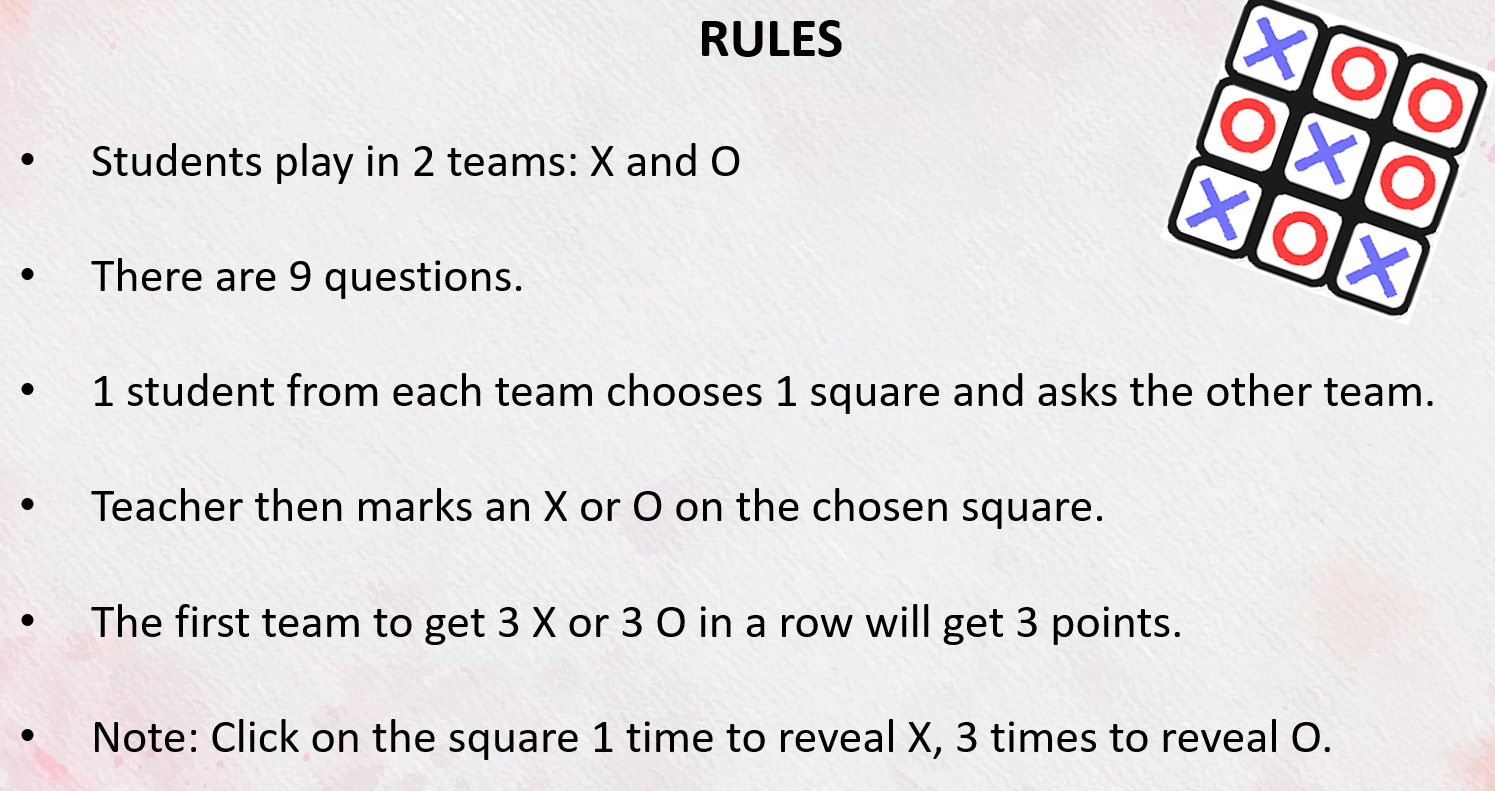 RULES
• Students play in 2 teams: X and O
• There are 9 questions.
• 1 student from each team chooses 1 square and asks the other team.
• Teacher then marks an X or O on the chosen square.
• The first team to get 3 X or 3 O in a row will get 3 points.
• Note: Click on the square 1 time to reveal X, 3 times to reveal O.
X O O
O X O
X O X